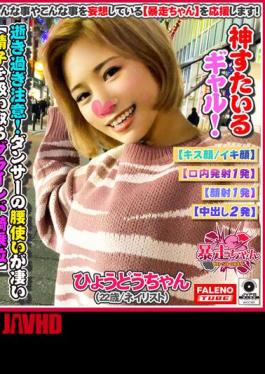 んな事やこんな事を妄想している【暴走ちゃん】を応援します!
神すたいる
ギャル!
【キス顔/イキ顔】
【口内発射1発】
【顔射1発】
【中出し2発】
逝き過ぎ注意!ダンサーの腰使いが凄い
暴走ちゃん
ひょうどうちゃん
(22歳/ネイリスト)
FALENO
TUBE
JAVHD